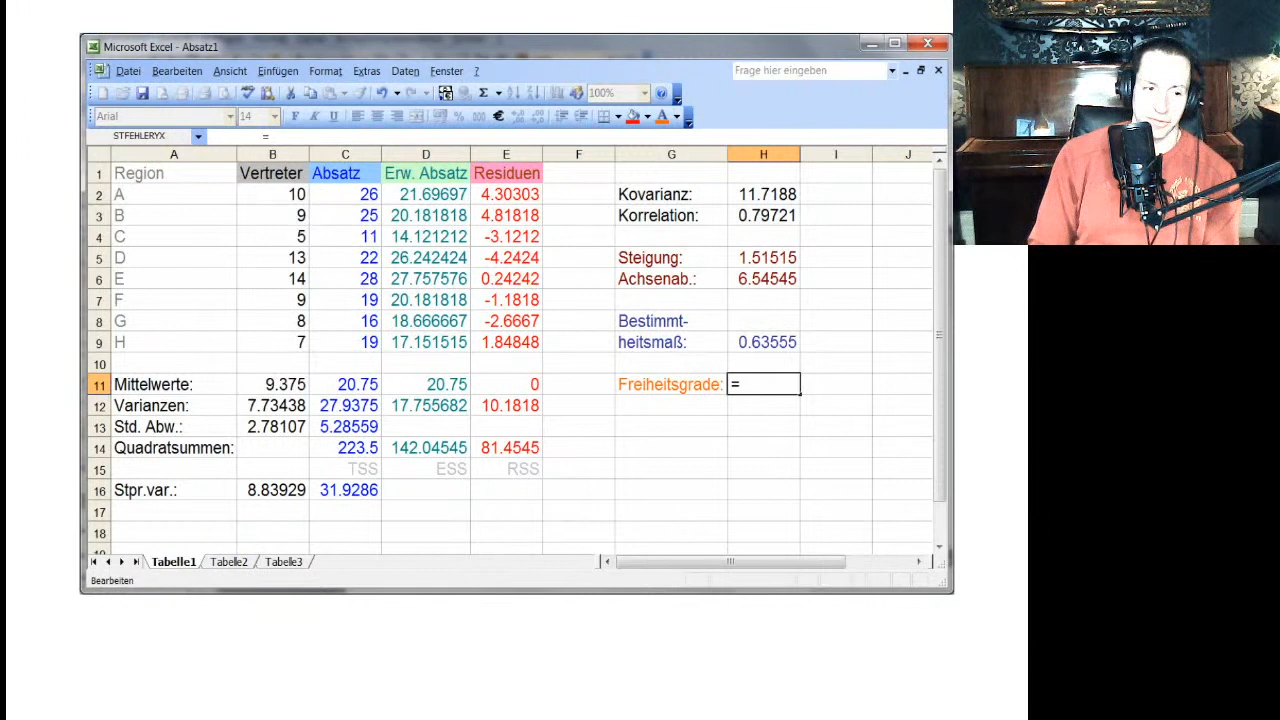 Microsoft Excel - Absatz1
Datei Bearbeiten Ansicht Einfügen Format Extras Daten Fenster ? Frage hier eingeben
100%
Arial 14 F K U
STFEHLERYX =
A B C D E F G H I J
1 Region Vertreter Absatz Erw. Absatz Residuen
2 A 10 26 21.69697 4.30303 Kovarianz: 11.7188
3 B 9 25 20.181818 4.81818 Korrelation: 0.79721
4 C 5 11 14.121212 -3.1212
5 D 13 22 26.242424 -4.2424 Steigung: 1.51515
6 E 14 28 27.757576 0.24242 Achsenab.: 6.54545
7 F 9 19 20.181818 -1.1818
8 G 8 16 18.666667 -2.6667 Bestimmt-
9 H 7 19 17.151515 1.84848 heitsmaß: 0.63555
10
11 Mittelwerte: 9.375 20.75 20.75 0 Freiheitsgrade: =
12 Varianzen: 7.73438 27.9375 17.755682 10.1818
13 Std. Abw.: 2.78107 5.28559
14 Quadratsummen: 223.5 142.04545 81.4545
15 TSS ESS RSS
16 Stpr.var.: 8.83929 31.9286
17
18
Tabelle1 Tabelle2 Tabelle3
Bearbeiten